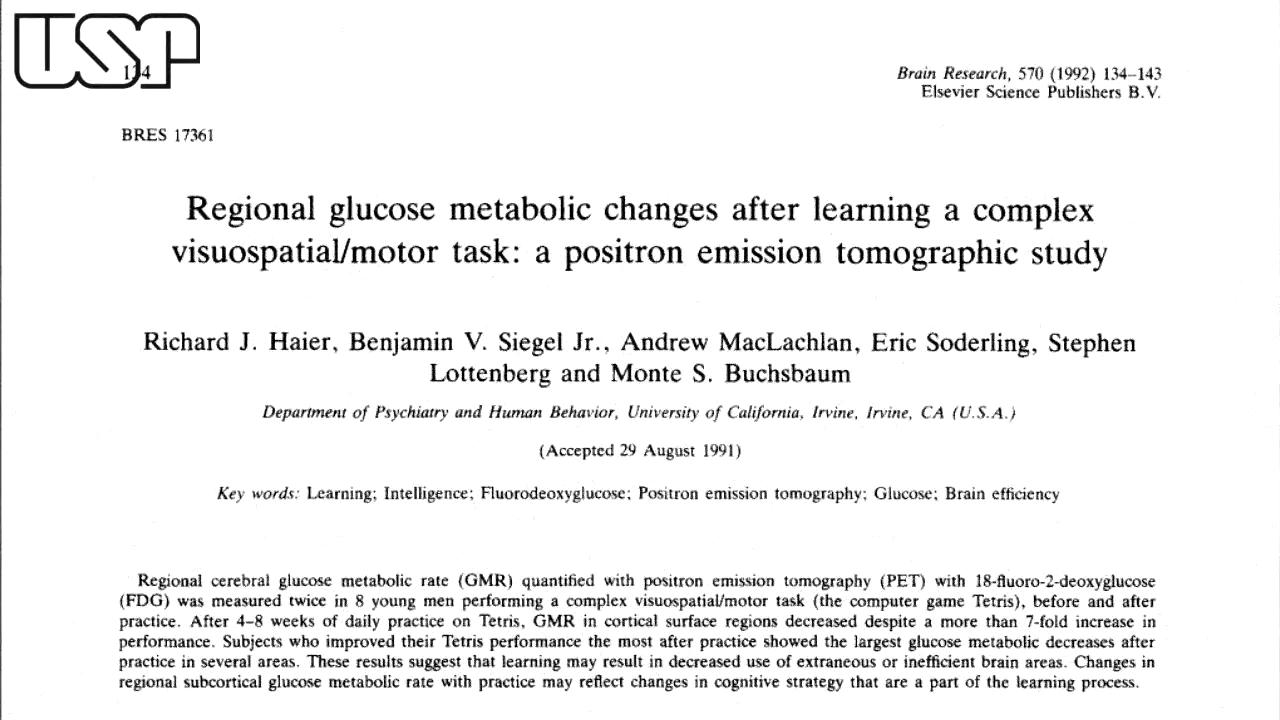 USP
134
Brain Research, 570 (1992) 134–143
Elsevier Science Publishers B.V.
BRES 17361
Regional glucose metabolic changes after learning a complex
visuospatial/motor task: a positron emission tomographic study
Richard J. Haier, Benjamin V. Siegel Jr., Andrew MacLachlan, Eric Soderling, Stephen
Lottenberg and Monte S. Buchsbaum
Department of Psychiatry and Human Behavior, University of California, Irvine, Irvine, CA (U.S.A.)
(Accepted 29 August 1991)
Key words: Learning; Intelligence; Fluorodeoxyglucose; Positron emission tomography; Glucose; Brain efficiency
Regional cerebral glucose metabolic rate (GMR) quantified with positron emission tomography (PET) with 18-fluoro-2-deoxyglucose
(FDG) was measured twice in 8 young men performing a complex visuospatial/motor task (the computer game Tetris), before and after
practice. After 4–8 weeks of daily practice on Tetris, GMR in cortical surface regions decreased despite a more than 7-fold increase in
performance. Subjects who improved their Tetris performance the most after practice showed the largest glucose metabolic decreases after
practice in several areas. These results suggest that learning may result in decreased use of extraneous or inefficient brain areas. Changes in
regional subcortical glucose metabolic rate with practice may reflect changes in cognitive strategy that are a part of the learning process.